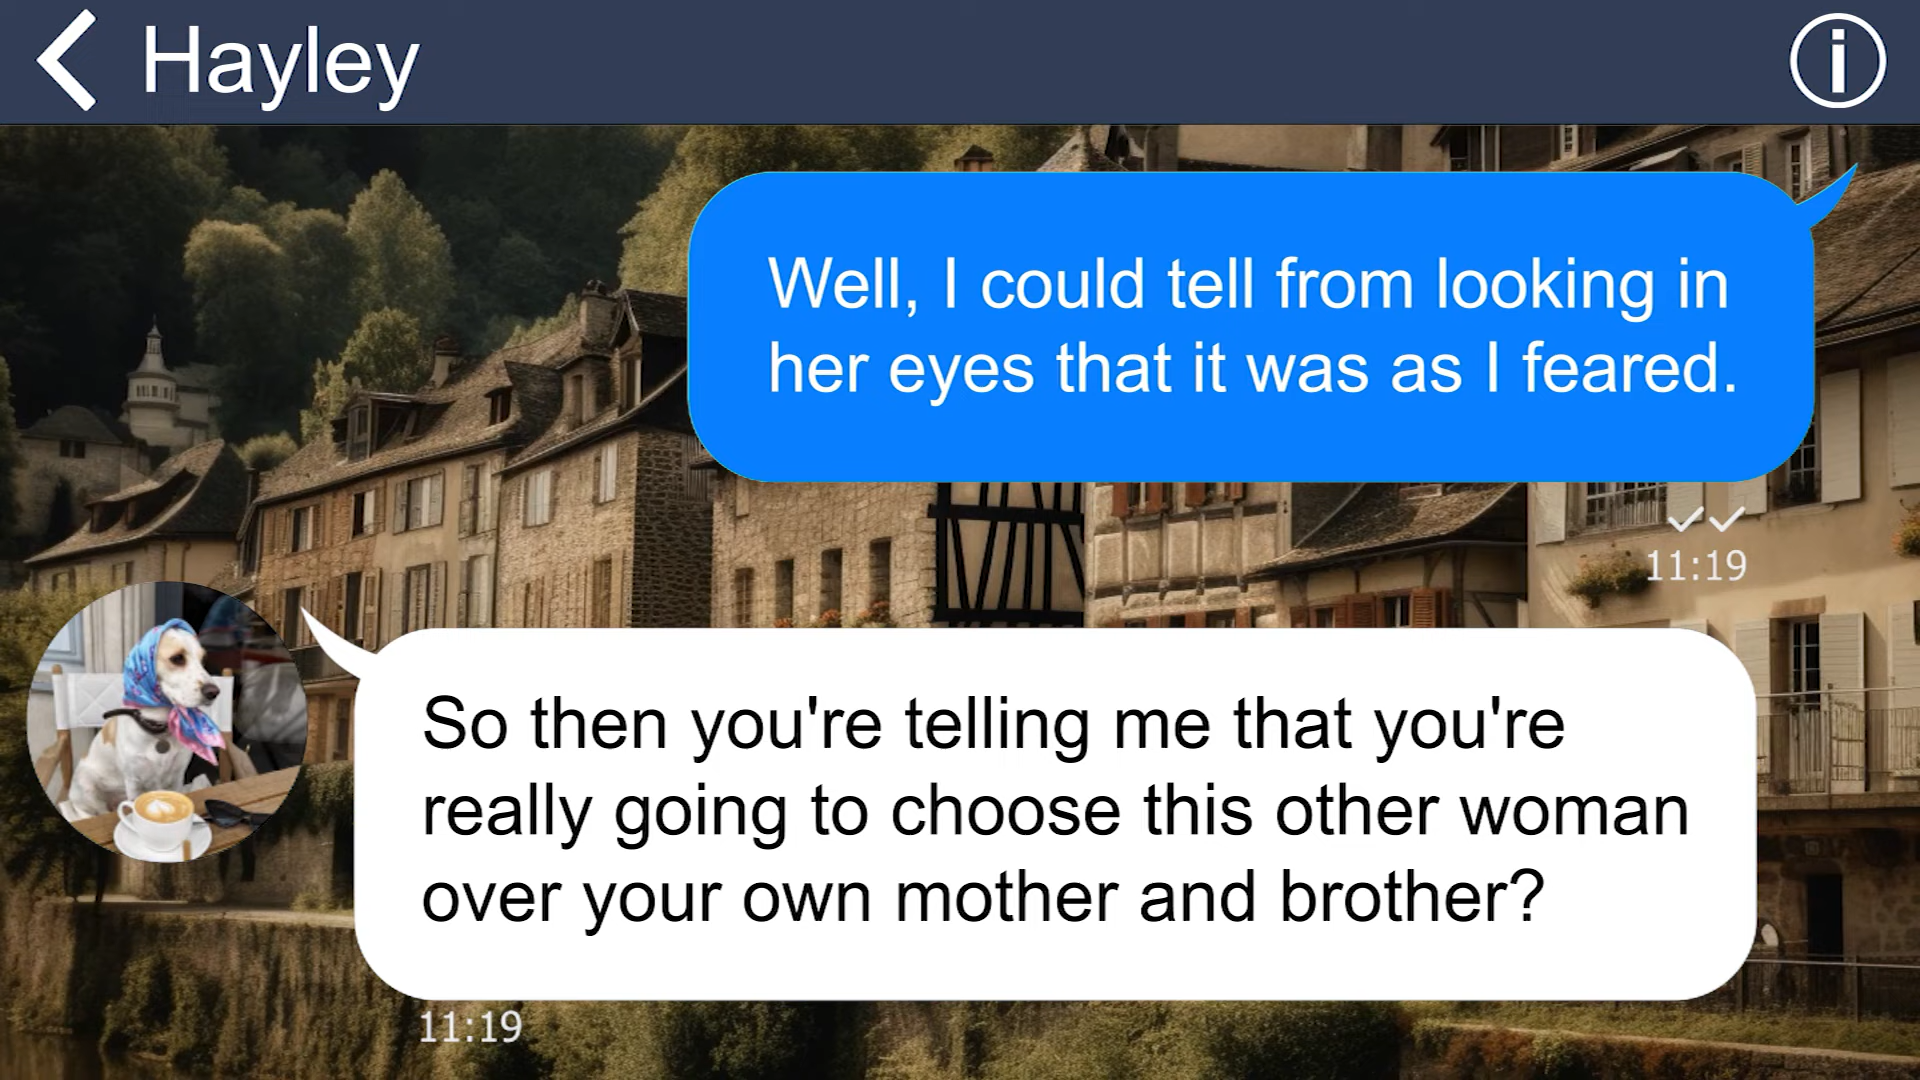 Hayley
Well, I could tell from looking in
her eyes that it was as I feared.
11:19
So then you're telling me that you're
really going to choose this other woman
over your own mother and brother?
11:19